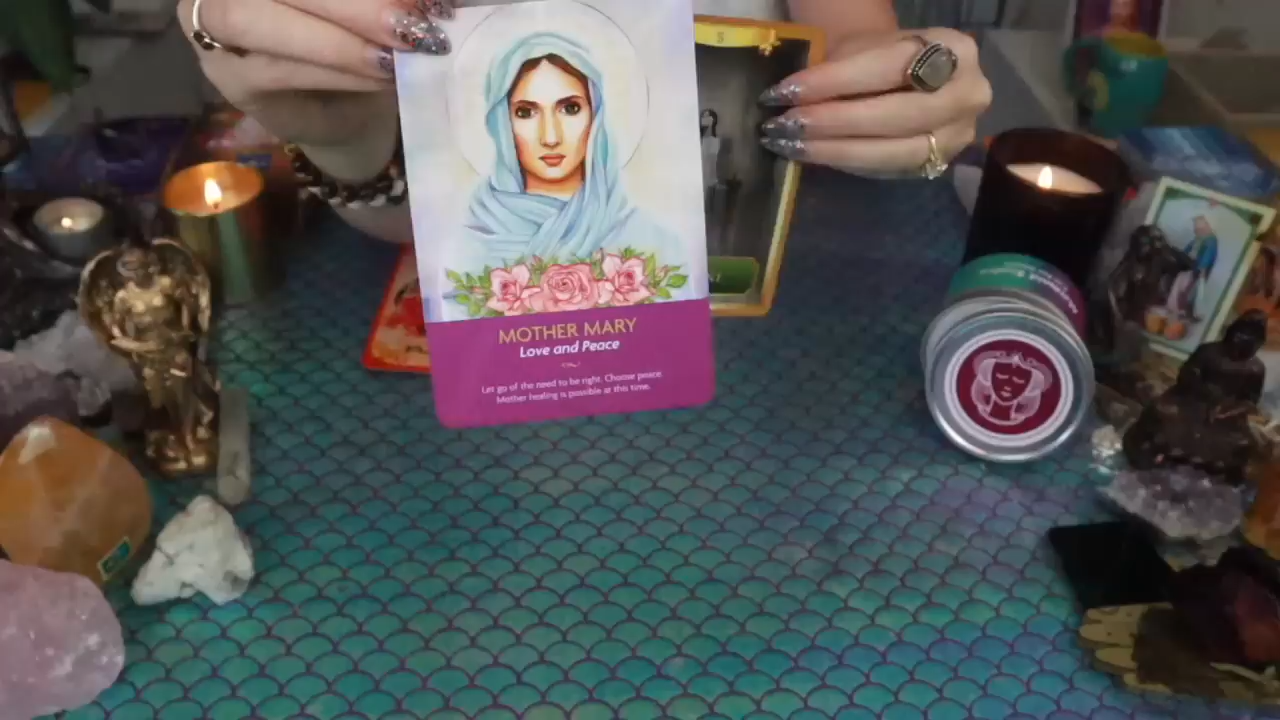 MOTHER MARY
Love and Peace
Let go of the need to be right. Choose peace.
Mother healing is possible at this time.